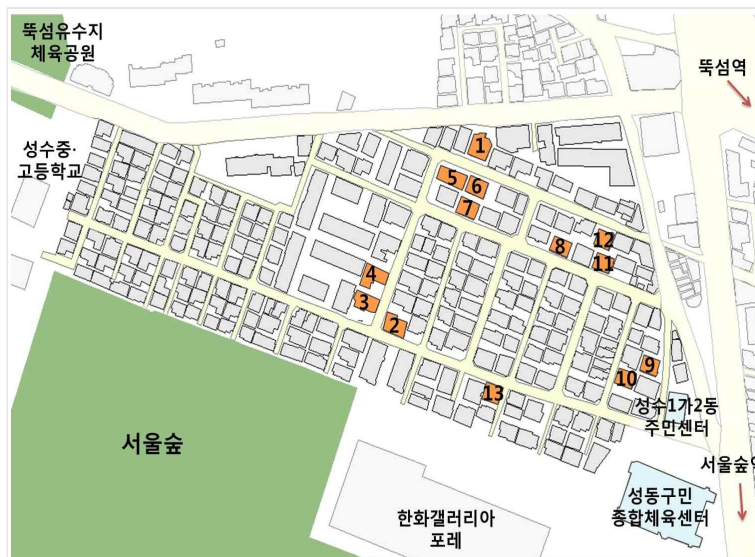 뚝섬유수지
체육공원
뚝섬역
성수중·
고등학교
1
5
6
7
8
12
11
4
3
2
9
10
13
성수1가2동
주민센터
서울숲
서울숲역
성동구민
종합체육센터
한화갤러리아
포레